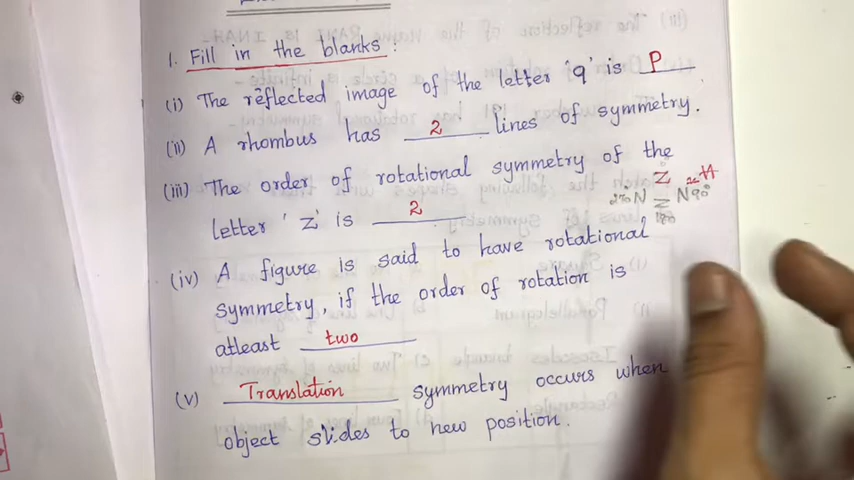 1. Fill in the blanks :
(i) The reflected image of the letter 'q' is P
(ii) A rhombus has 2 lines of symmetry.
(iii) The order of rotational symmetry of the
letter 'Z' is 2
Z
N Z N 90°
180
(iv) A figure is said to have rotational
symmetry, if the order of rotation is
atleast two
(v) Translation symmetry occurs when
object slides to new position.